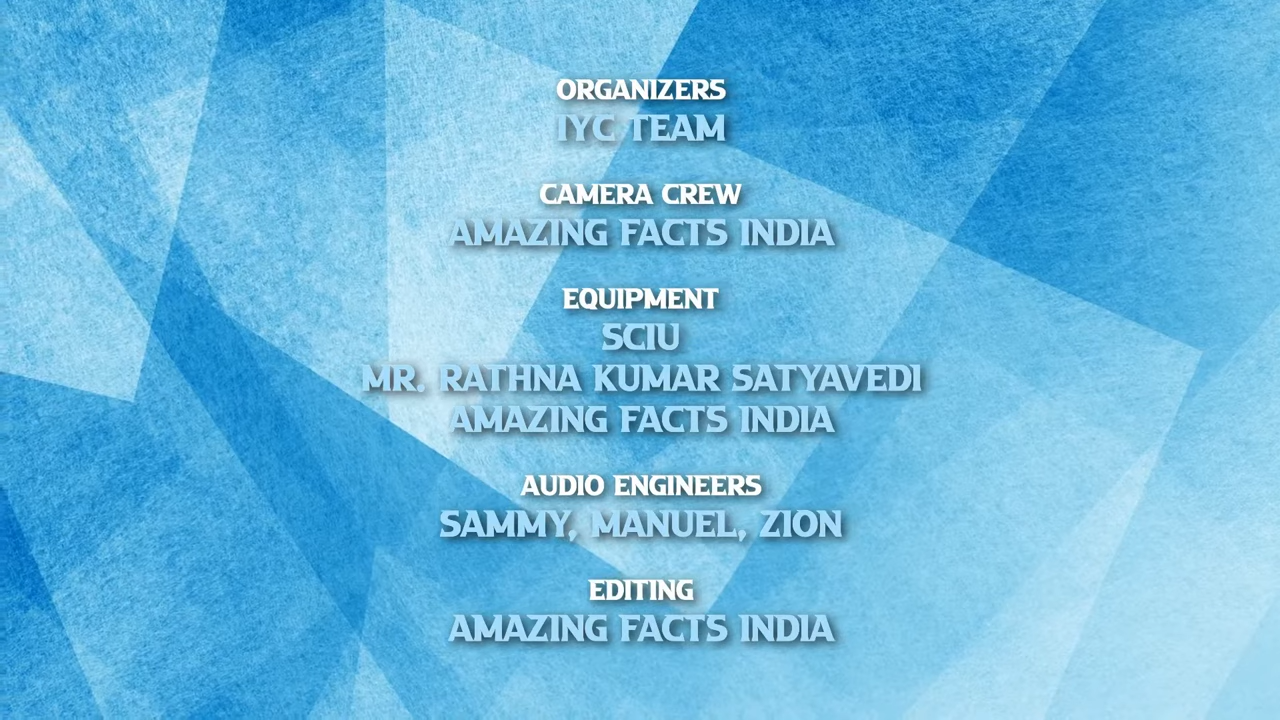 ORGANIZERS
IYC TEAM
CAMERA CREW
AMAZING FACTS INDIA
EQUIPMENT
SCIU
MR. RATHNA KUMAR SATYAVEDI
AMAZING FACTS INDIA
AUDIO ENGINEERS
SAMMY, MANUEL, ZION
EDITING
AMAZING FACTS INDIA